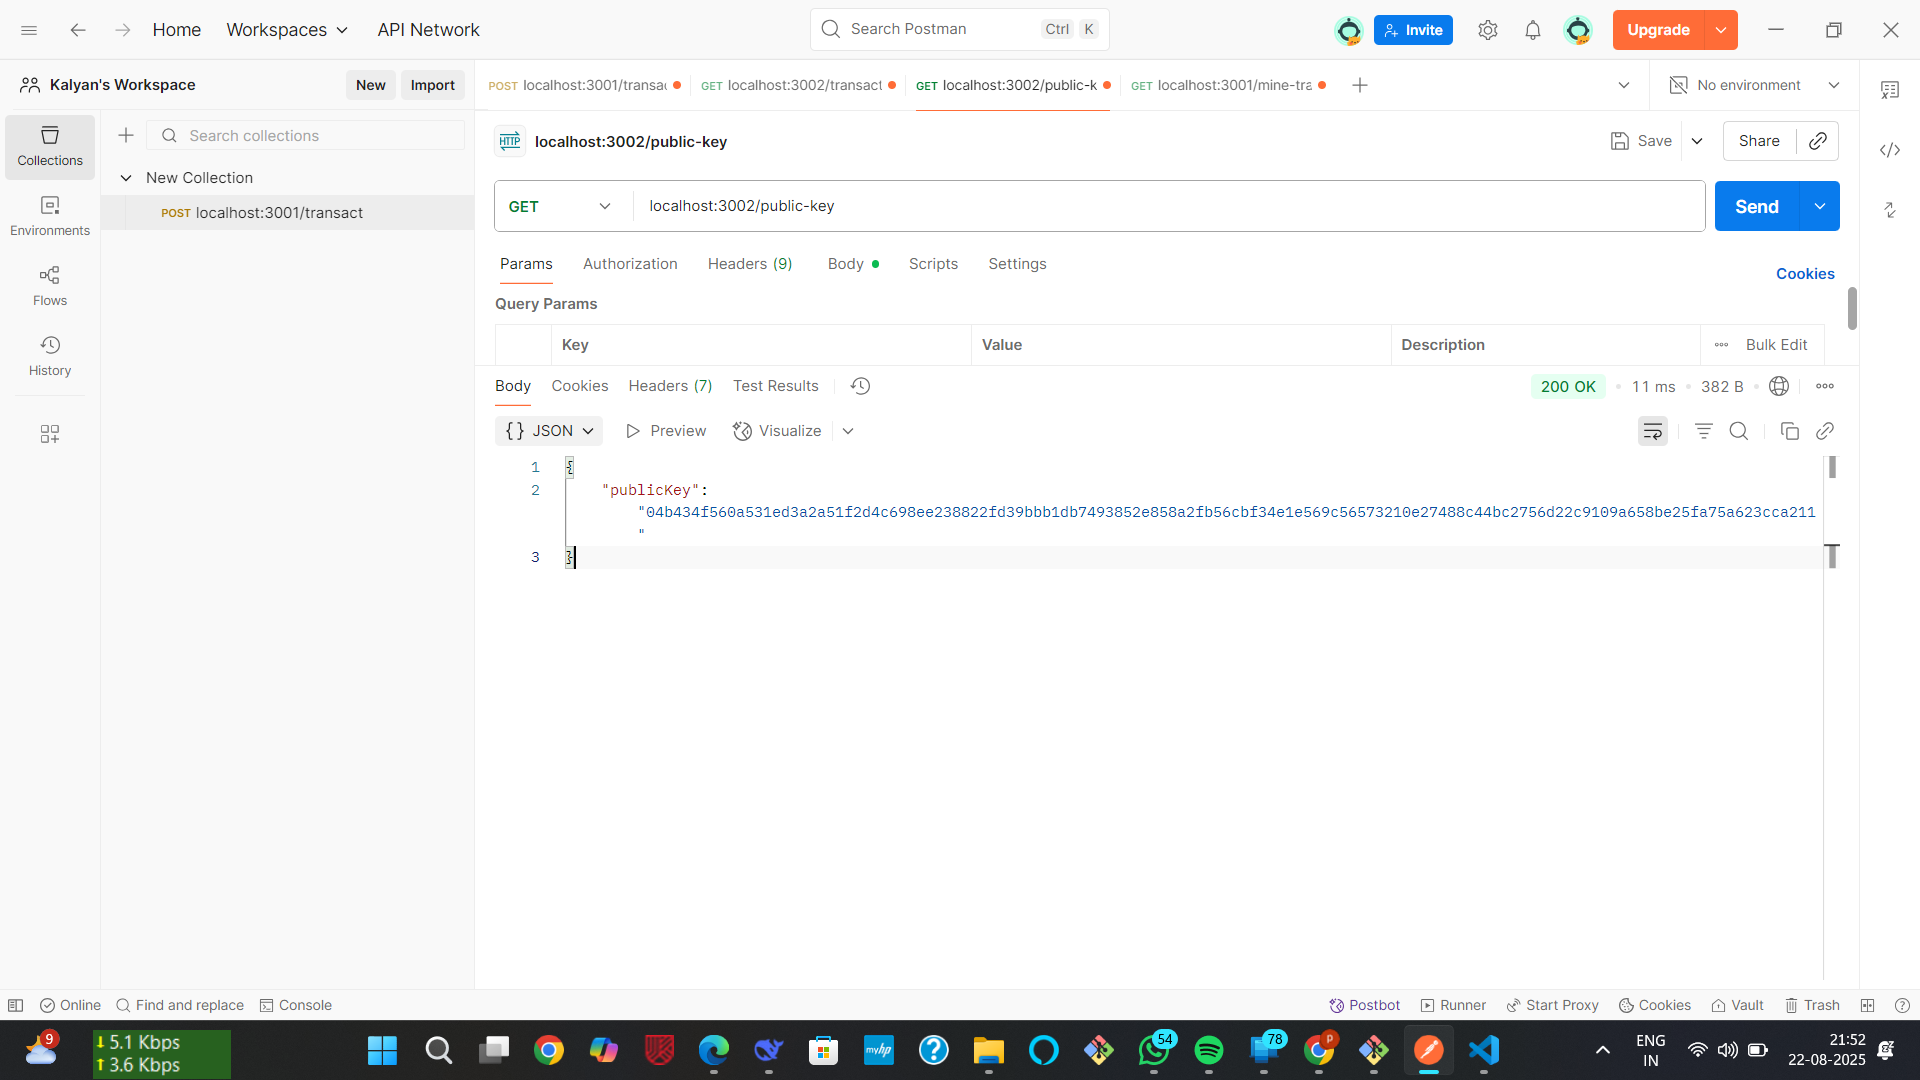 Home
Workspaces
API Network
Search Postman
Ctrl
K
Invite
Upgrade
Kalyan's Workspace
New
Import
POST localhost:3001/transac
GET localhost:3002/transact
GET localhost:3002/public-k
GET localhost:3001/mine-tra
No environment
Collections
Environments
Flows
History
Search collections
New Collection
POST localhost:3001/transact
HTTP
localhost:3002/public-key
Save
Share
GET
localhost:3002/public-key
Send
Params
Authorization
Headers (9)
Body
Scripts
Settings
Cookies
Query Params
Key
Value
Description
Bulk Edit
Body
Cookies
Headers (7)
Test Results
200 OK
11 ms
382 B
{} JSON
Preview
Visualize
1 {
2 "publicKey":
"04b434f560a531ed3a2a51f2d4c698ee238822fd39bbb1db7493852e858a2fb56cbf34e1e569c56573210e27488c44bc2756d22c9109a658be25fa75a623cca211
"
3 }
Online
Find and replace
Console
Postbot
Runner
Start Proxy
Cookies
Vault
Trash
9
5.1 Kbps
3.6 Kbps
myhp
54
78
p
ENG
IN
21:52
22-08-2025